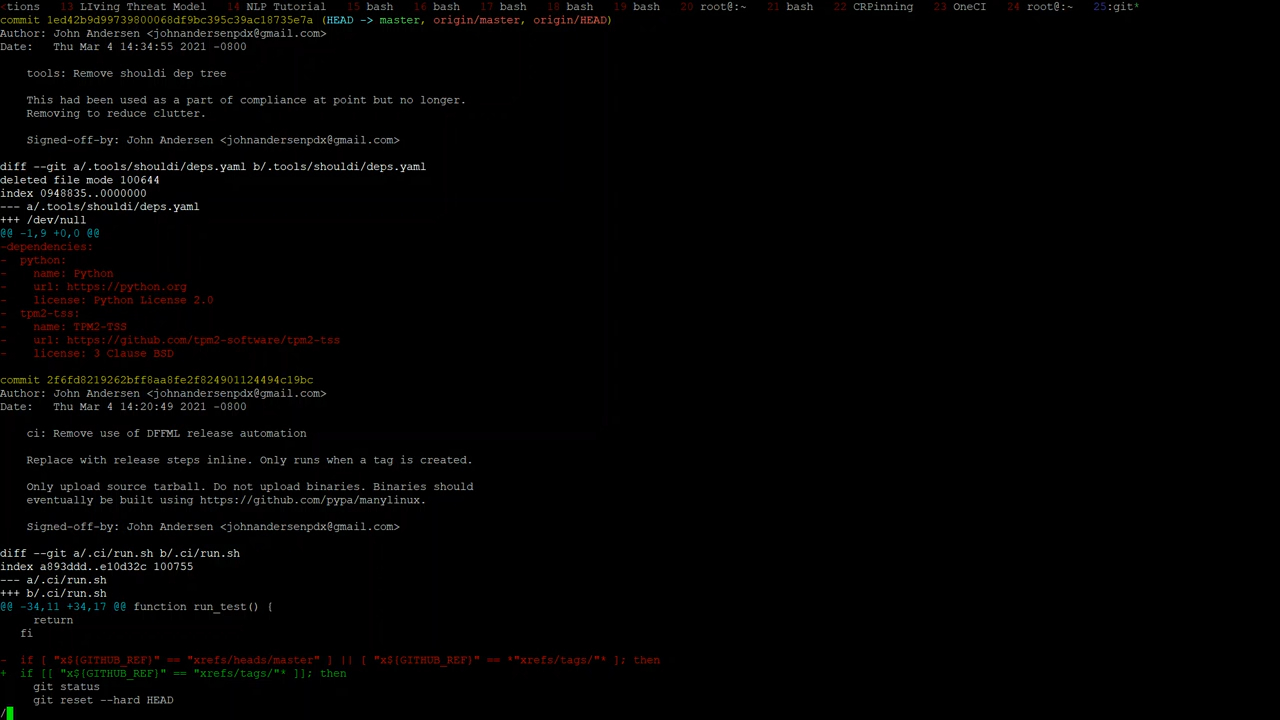 <tions  13 LIving Threat Model  14 NLP Tutorial  15 bash  16 bash  17 bash  18 bash  19 bash  20 root@:~  21 bash  22 CRPinning  23 OneCI  24 root@:~  25:git*
commit 1ed42b9d99739800068df9bc395c39ac18735e7a (HEAD -> master, origin/master, origin/HEAD)
Author: John Andersen <johnandersenpdx@gmail.com>
Date:   Thu Mar 4 14:34:55 2021 -0800
    tools: Remove shouldi dep tree
    This had been used as a part of compliance at point but no longer.
    Removing to reduce clutter.
    Signed-off-by: John Andersen <johnandersenpdx@gmail.com>
diff --git a/.tools/shouldi/deps.yaml b/.tools/shouldi/deps.yaml
deleted file mode 100644
index 0948835..0000000
--- a/.tools/shouldi/deps.yaml
+++ /dev/null
@@ -1,9 +0,0 @@
-dependencies:
-  python:
-    name: Python
-    url: https://python.org
-    license: Python License 2.0
-  tpm2-tss:
-    name: TPM2-TSS
-    url: https://github.com/tpm2-software/tpm2-tss
-    license: 3 Clause BSD
commit 2f6fd8219262bff8aa8fe2f824901124494c19bc
Author: John Andersen <johnandersenpdx@gmail.com>
Date:   Thu Mar 4 14:20:49 2021 -0800
    ci: Remove use of DFFML release automation
    Replace with release steps inline. Only runs when a tag is created.
    Only upload source tarball. Do not upload binaries. Binaries should
    eventually be built using https://github.com/pypa/manylinux.
    Signed-off-by: John Andersen <johnandersenpdx@gmail.com>
diff --git a/.ci/run.sh b/.ci/run.sh
index a893ddd..e10d32c 100755
--- a/.ci/run.sh
+++ b/.ci/run.sh
@@ -34,11 +34,17 @@ function run_test() {
     return
   fi
-  if [ "x${GITHUB_REF}" == "xrefs/heads/master" ] || [ "x${GITHUB_REF}" == *"xrefs/tags/"* ]; then
+  if [[ "x${GITHUB_REF}" == "xrefs/tags/"* ]]; then
     git status
     git reset --hard HEAD
/